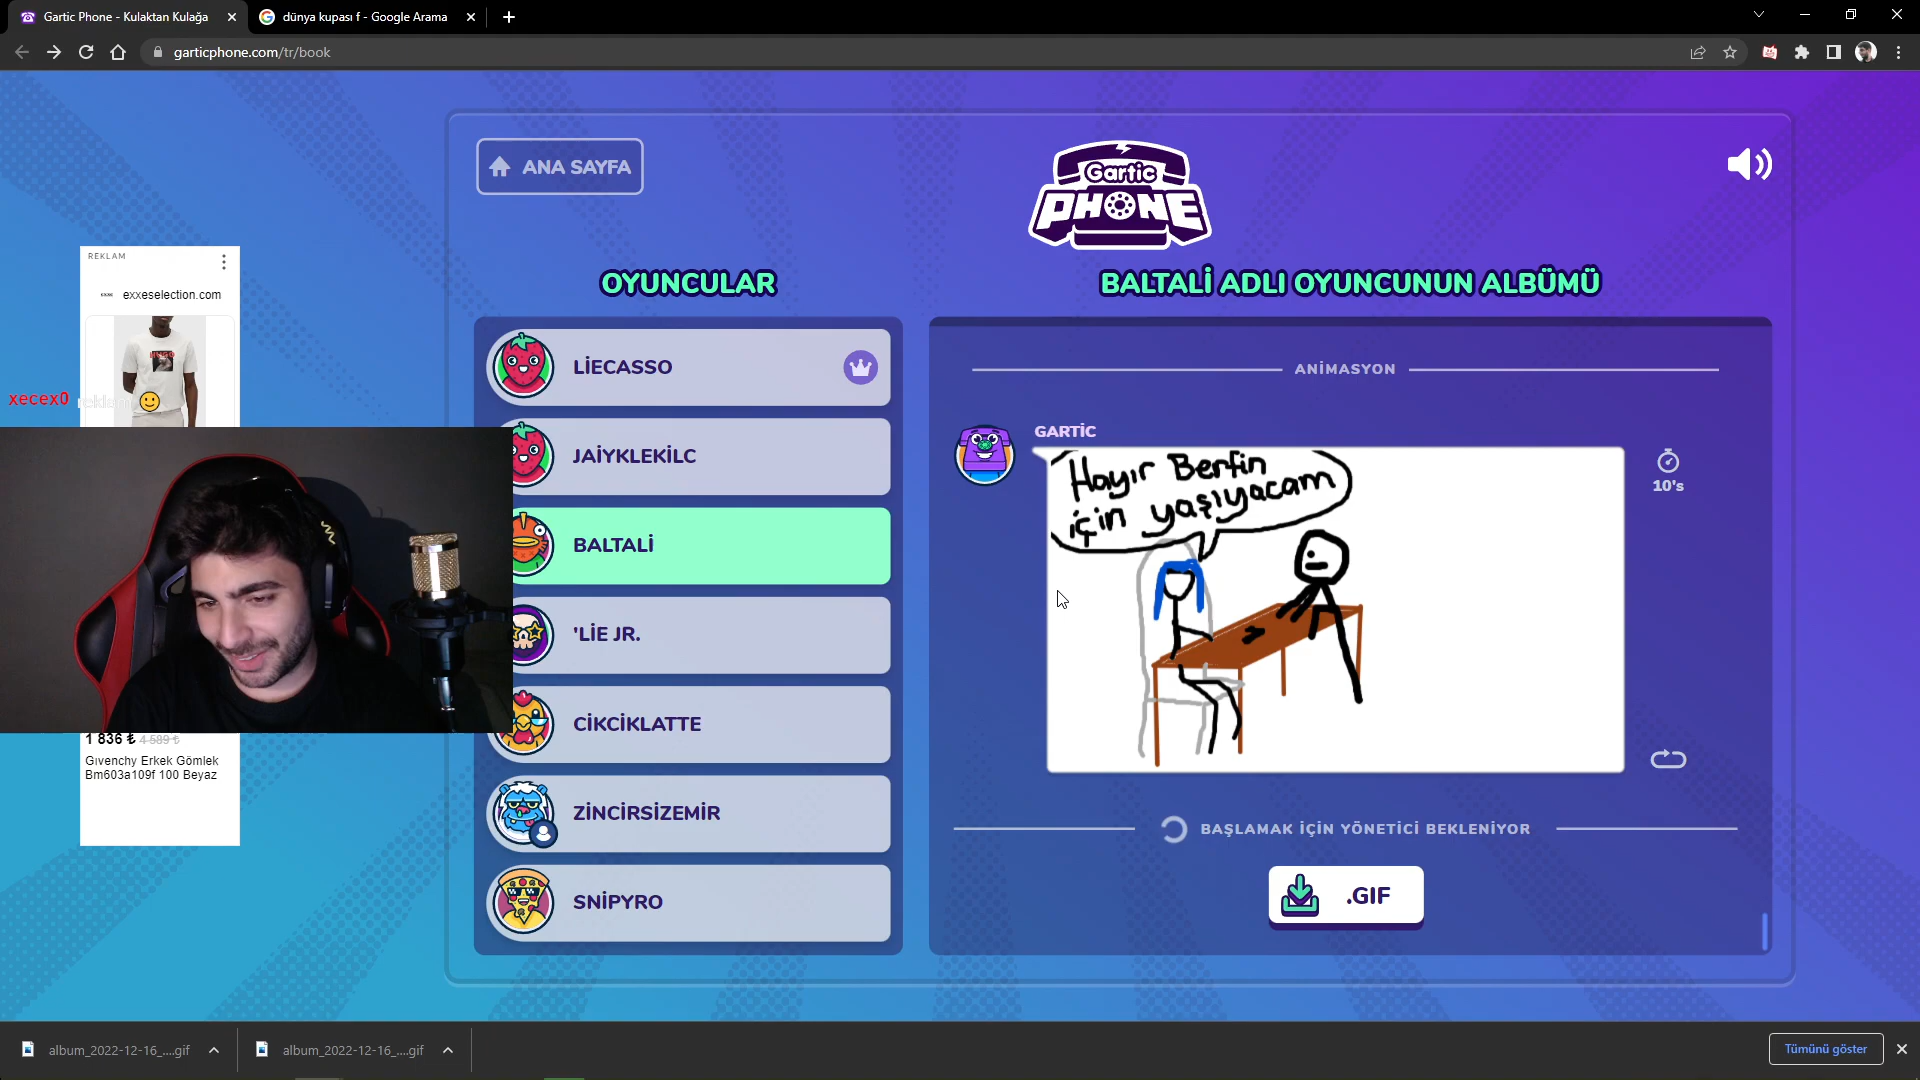 Gartic Phone - Kulaktan Kulağa
dünya kupası f - Google Arama
garticphone.com/tr/book
ANA SAYFA
Gartic
PHONE
REKLAM
exxeselection.com
xecex0
1 836 ₺ 4 589 ₺
Givenchy Erkek Gömlek
Bm603a109f 100 Beyaz
OYUNCULAR
LİECASSO
JAİYKLEKİLC
BALTALİ
'LİE JR.
CİKCİKLATTE
ZİNCİRSİZEMİR
SNİPYRO
BALTALİ ADLI OYUNCUNUN ALBÜMÜ
ANİMASYON
GARTİC
Hayır Berfin
için yaşıyacam
10's
BAŞLAMAK İÇİN YÖNETİCİ BEKLENİYOR
.GIF
album_2022-12-16_....gif
album_2022-12-16_....gif
Tümünü göster